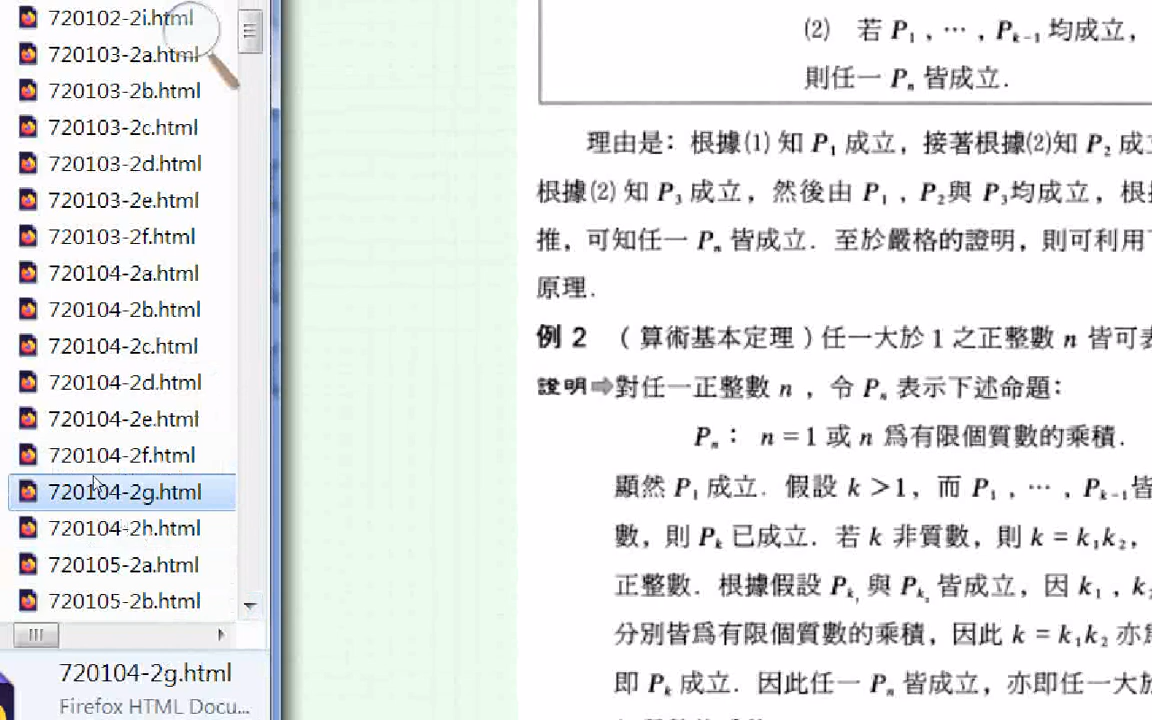 720102-2i.html
720103-2a.html
720103-2b.html
720103-2c.html
720103-2d.html
720103-2e.html
720103-2f.html
720104-2a.html
720104-2b.html
720104-2c.html
720104-2d.html
720104-2e.html
720104-2f.html
720104-2g.html
720104-2h.html
720105-2a.html
720105-2b.html
720104-2g.html
Firefox HTML Docu...
(2) 若 P₁，⋯，Pₖ₋₁ 均成立，
則任一 Pₙ 皆成立.
理由是：根據(1)知 P₁ 成立，接著根據(2)知 P₂ 成立
根據(2)知 P₃ 成立，然後由 P₁，P₂與 P₃均成立，根據
推，可知任一 Pₙ 皆成立．至於嚴格的證明，則可利用
原理．
例 2 （算術基本定理）任一大於 1 之正整數 n 皆可表
證明⇨對任一正整數 n，令 Pₙ 表示下述命題：
Pₙ： n = 1 或 n 爲有限個質數的乘積．
顯然 P₁ 成立．假設 k > 1，而 P₁，⋯，Pₖ₋₁皆
數，則 Pₖ 已成立．若 k 非質數，則 k = k₁k₂，
正整數．根據假設 Pₖ₁ 與 Pₖ₂ 皆成立，因 k₁，k₂
分別皆爲有限個質數的乘積，因此 k = k₁k₂ 亦爲
即 Pₖ 成立．因此任一 Pₙ 皆成立，亦即任一大於